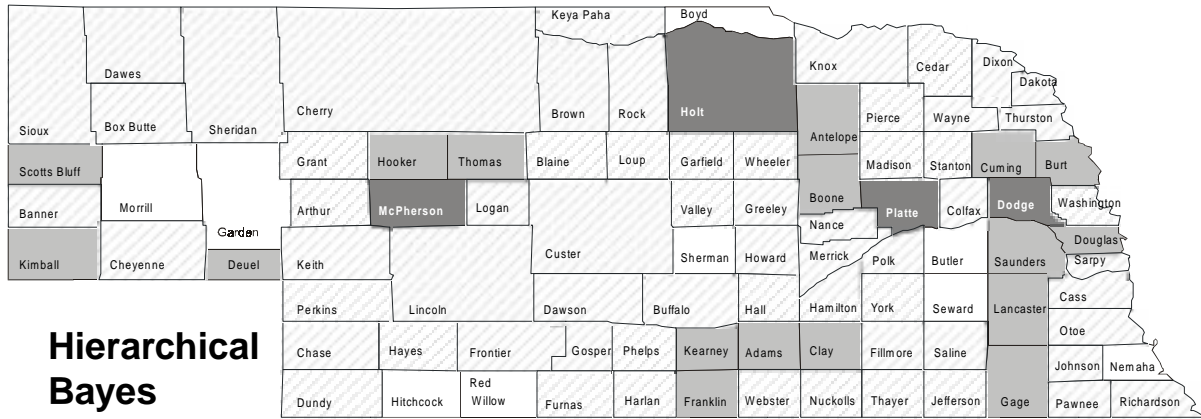 Keya Paha Boyd
Dawes Knox Cedar Dixon
Dakota
Sioux Box Butte Sheridan Cherry Brown Rock Holt Pierce Wayne Thurston
Antelope
Scotts Bluff Grant Hooker Thomas Blaine Loup Garfield Wheeler Madison Stanton Cuming Burt
Banner Morrill Arthur McPherson Logan Valley Greeley Boone Platte Colfax Dodge Washington
Nance
Garden Douglas
Kimball Cheyenne Deuel Keith Custer Sherman Howard Merrick Polk Butler Saunders Sarpy
Perkins Lincoln Dawson Buffalo Hall Hamilton York Seward Lancaster Cass
Otoe
Chase Hayes Frontier Gosper Phelps Kearney Adams Clay Fillmore Saline
Johnson Nemaha
Dundy Hitchcock Red
Willow Furnas Harlan Franklin Webster Nuckolls Thayer Jefferson Gage Pawnee Richardson
Hierarchical
Bayes